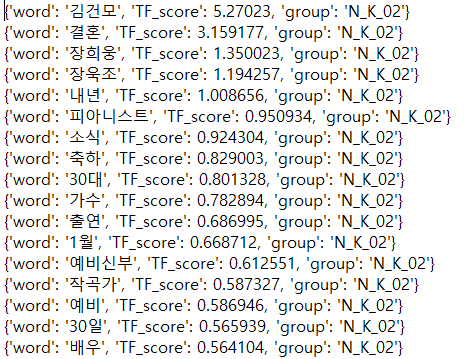 {'word': '김건모', 'TF_score': 5.27023, 'group': 'N_K_02'}
{'word': '결혼', 'TF_score': 3.159177, 'group': 'N_K_02'}
{'word': '장희웅', 'TF_score': 1.350023, 'group': 'N_K_02'}
{'word': '장욱조', 'TF_score': 1.194257, 'group': 'N_K_02'}
{'word': '내년', 'TF_score': 1.008656, 'group': 'N_K_02'}
{'word': '피아니스트', 'TF_score': 0.950934, 'group': 'N_K_02'}
{'word': '소식', 'TF_score': 0.924304, 'group': 'N_K_02'}
{'word': '축하', 'TF_score': 0.829003, 'group': 'N_K_02'}
{'word': '30대', 'TF_score': 0.801328, 'group': 'N_K_02'}
{'word': '가수', 'TF_score': 0.782894, 'group': 'N_K_02'}
{'word': '출연', 'TF_score': 0.686995, 'group': 'N_K_02'}
{'word': '1월', 'TF_score': 0.668712, 'group': 'N_K_02'}
{'word': '예비신부', 'TF_score': 0.612551, 'group': 'N_K_02'}
{'word': '작곡가', 'TF_score': 0.587327, 'group': 'N_K_02'}
{'word': '예비', 'TF_score': 0.586946, 'group': 'N_K_02'}
{'word': '30일', 'TF_score': 0.565939, 'group': 'N_K_02'}
{'word': '배우', 'TF_score': 0.564104, 'group': 'N_K_02'}